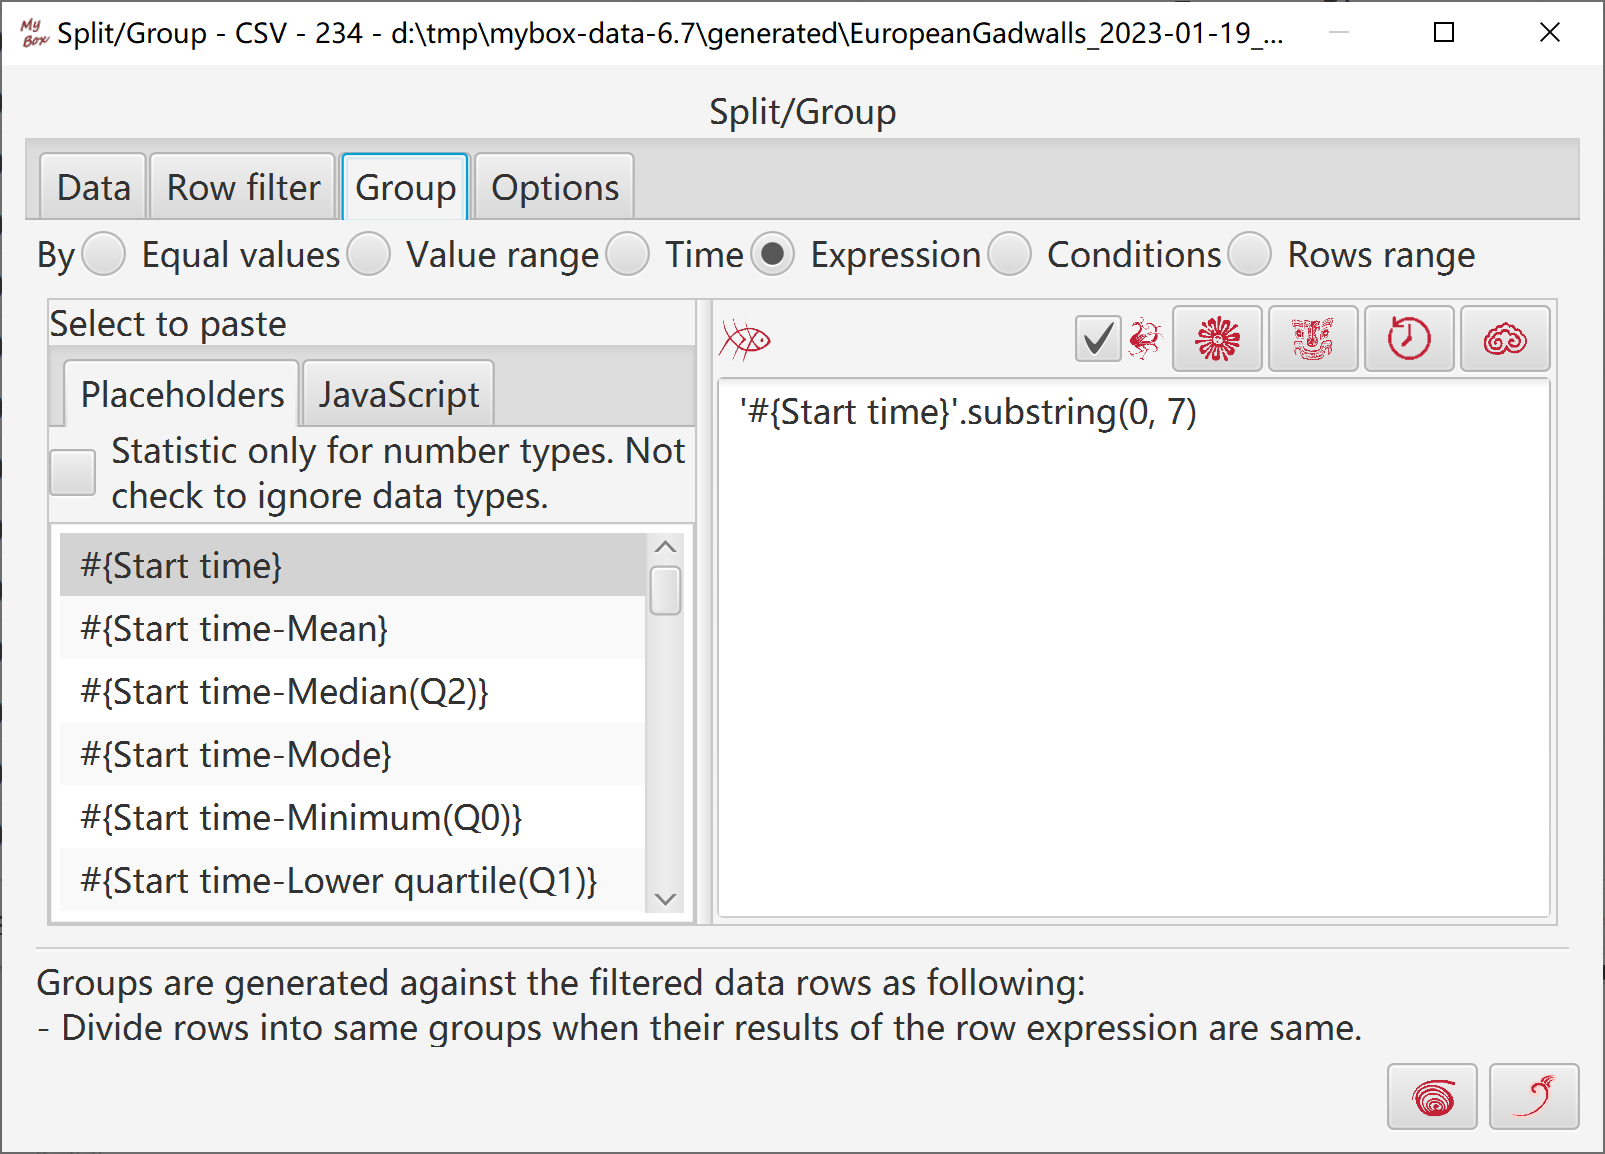 My Box Split/Group - CSV - 234 - d:\tmp\mybox-data-6.7\generated\EuropeanGadwalls_2023-01-19_...
Split/Group
Data Row filter Group Options
By Equal values Value range Time Expression Conditions Rows range
Select to paste
Placeholders JavaScript
Statistic only for number types. Not
check to ignore data types.
#{Start time}
#{Start time-Mean}
#{Start time-Median(Q2)}
#{Start time-Mode}
#{Start time-Minimum(Q0)}
#{Start time-Lower quartile(Q1)}
'#{Start time}'.substring(0, 7)
Groups are generated against the filtered data rows as following:
- Divide rows into same groups when their results of the row expression are same.